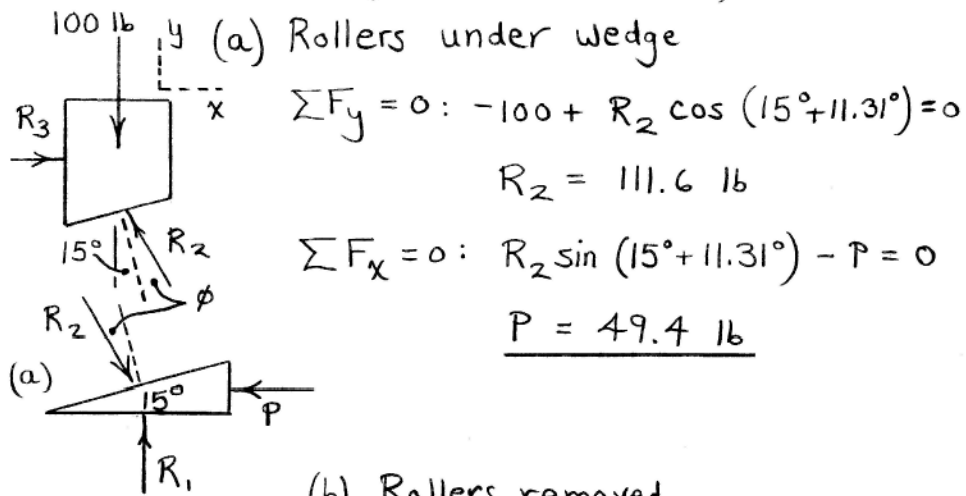 100 lb
y (a) Rollers under wedge
x
ΣFy = 0: -100 + R₂ cos (15°+11.31°) = 0
R₃
R₂ = 111.6 lb
15°
R₂
ΣFx = 0: R₂ sin (15°+11.31°) - P = 0
ϕ
R₂
P = 49.4 lb
(a)
15°
P
R₁
(b) Rollers removed